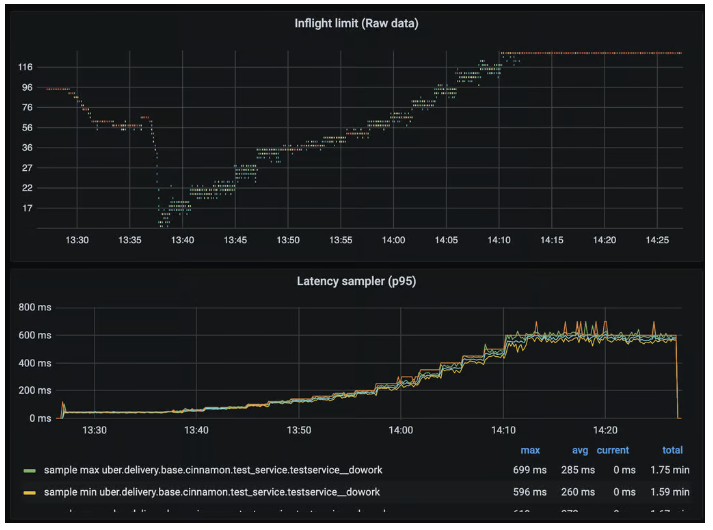 Inflight limit (Raw data)
116
96
76
56
36
27
22
17
13:30 13:35 13:40 13:45 13:50 13:55 14:00 14:05 14:10 14:15 14:20 14:25
Latency sampler (p95)
800 ms
600 ms
400 ms
200 ms
0 ms
13:30 13:40 13:50 14:00 14:10 14:20
max avg current total
sample max uber.delivery.base.cinnamon.test_service.testservice__dowork 699 ms 285 ms 0 ms 1.75 min
sample min uber.delivery.base.cinnamon.test_service.testservice__dowork 596 ms 260 ms 0 ms 1.59 min